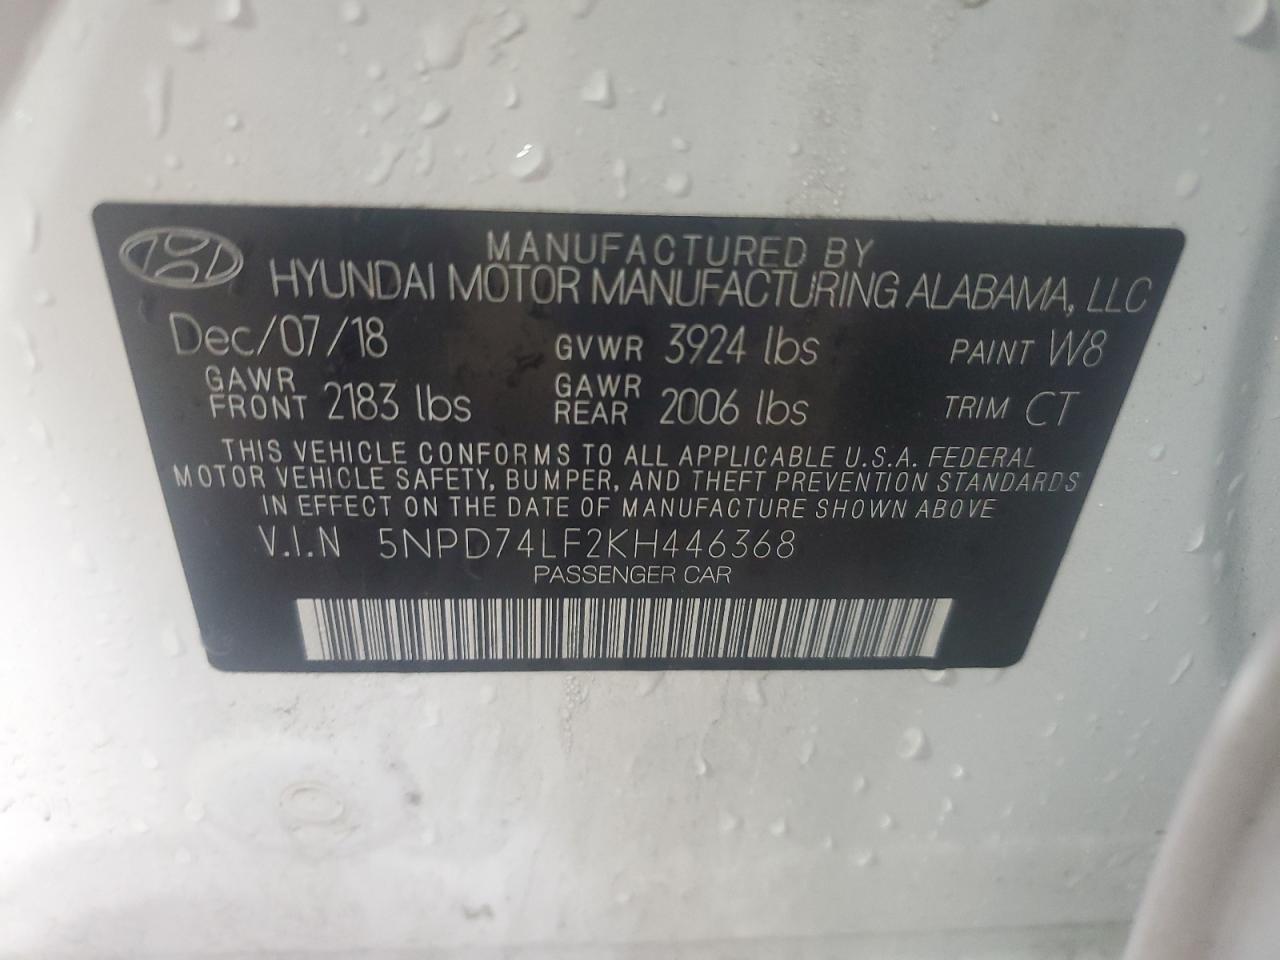 MANUFACTURED BY
HYUNDAI MOTOR MANUFACTURING ALABAMA, LLC
Dec/07/18 GVWR 3924 lbs PAINT W8
GAWR FRONT 2183 lbs GAWR REAR 2006 lbs TRIM CT
THIS VEHICLE CONFORMS TO ALL APPLICABLE U.S.A. FEDERAL
MOTOR VEHICLE SAFETY, BUMPER, AND THEFT PREVENTION STANDARDS
IN EFFECT ON THE DATE OF MANUFACTURE SHOWN ABOVE
V.I.N 5NPD74LF2KH446368
PASSENGER CAR